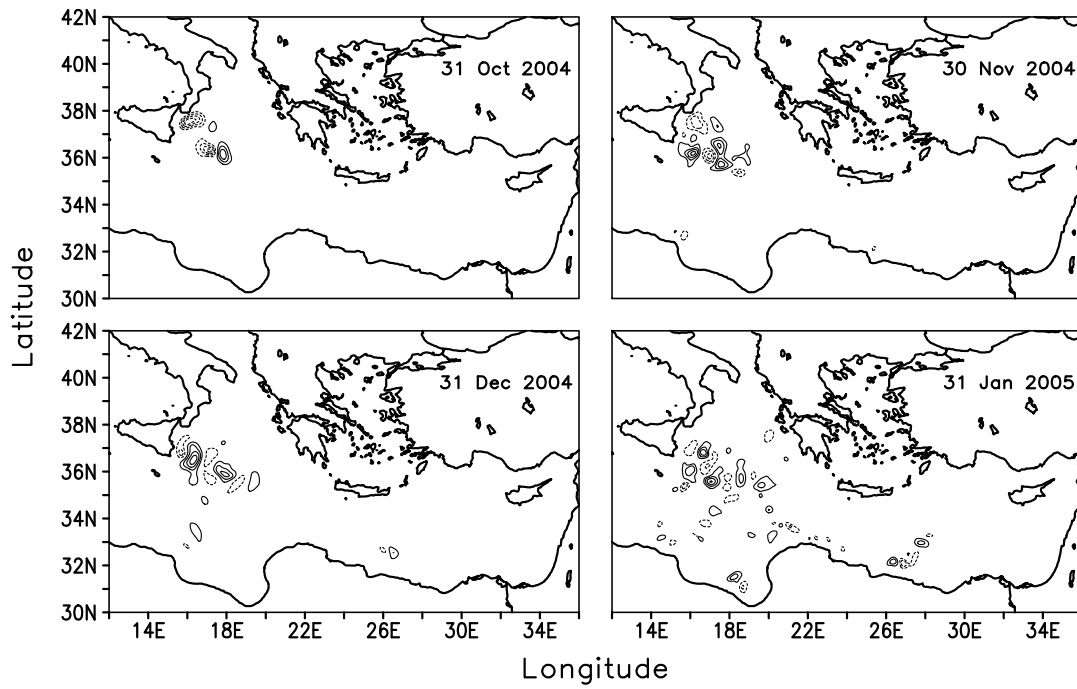 42N
40N
38N
36N
34N
32N
30N
31 Oct 2004
30 Nov 2004
Latitude
42N
40N
38N
36N
34N
32N
30N
31 Dec 2004
31 Jan 2005
14E 18E 22E 26E 30E 34E
14E 18E 22E 26E 30E 34E
Longitude